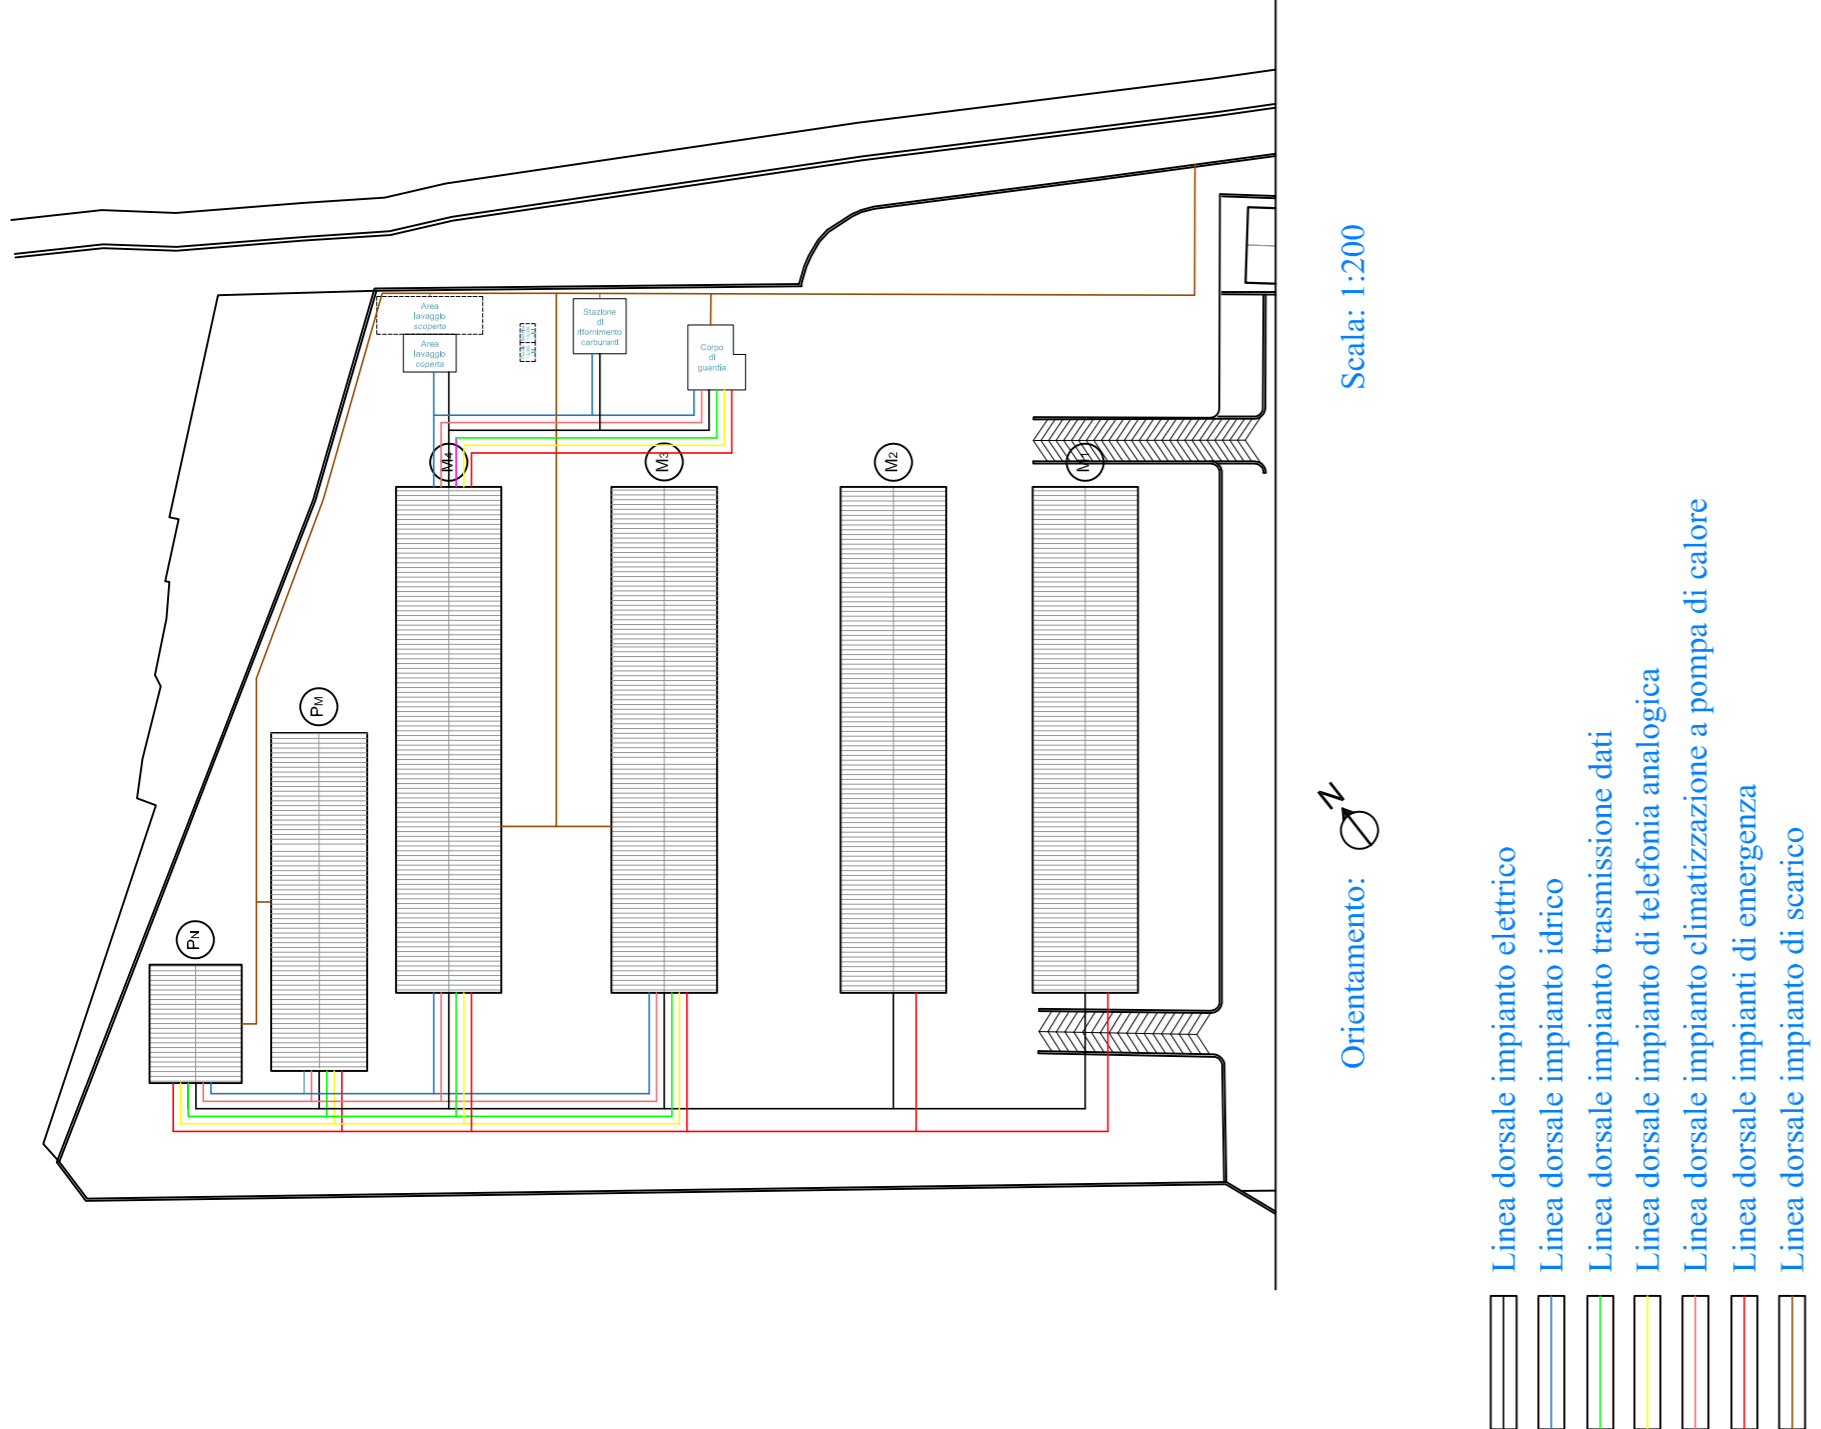 Area
lavaggio
scoperta
Area
lavaggio
coperta
Stazione
di
rifornimento
carburanti
Corpo
di
guardia
M4
M3
M2
M1
PM
PN
Scala: 1:200
Orientamento:
N
Linea dorsale impianto elettrico
Linea dorsale impianto idrico
Linea dorsale impianto trasmissione dati
Linea dorsale impianto di telefonia analogica
Linea dorsale impianto climatizzazione a pompa di calore
Linea dorsale impianti di emergenza
Linea dorsale impianto di scarico